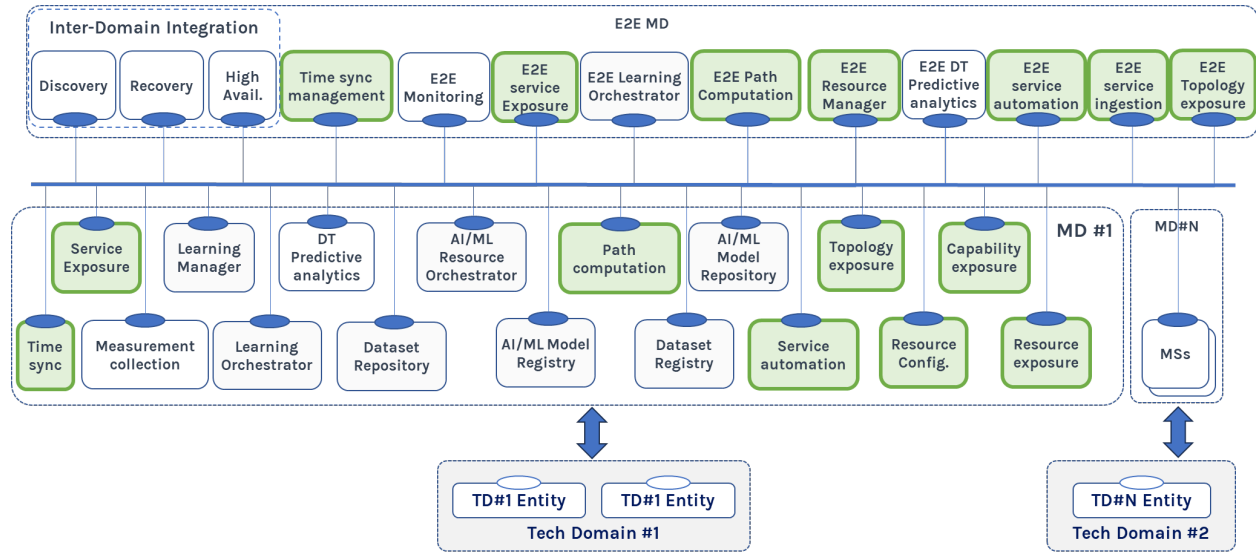 Inter-Domain Integration
E2E MD
Discovery
Recovery
High
Avail.
Time sync
management
E2E
Monitoring
E2E
service
Exposure
E2E Learning
Orchestrator
E2E Path
Computation
E2E
Resource
Manager
E2E DT
Predictive
analytics
E2E
service
automation
E2E
service
ingestion
E2E
Topology
exposure
Service
Exposure
Learning
Manager
DT
Predictive
analytics
AI/ML
Resource
Orchestrator
Path
computation
AI/ML
Model
Repository
Topology
exposure
Capability
exposure
MD #1
MD#N
Time
sync
Measurement
collection
Learning
Orchestrator
Dataset
Repository
AI/ML Model
Registry
Dataset
Registry
Service
automation
Resource
Config.
Resource
exposure
MSs
TD#1 Entity
TD#1 Entity
Tech Domain #1
TD#N Entity
Tech Domain #2